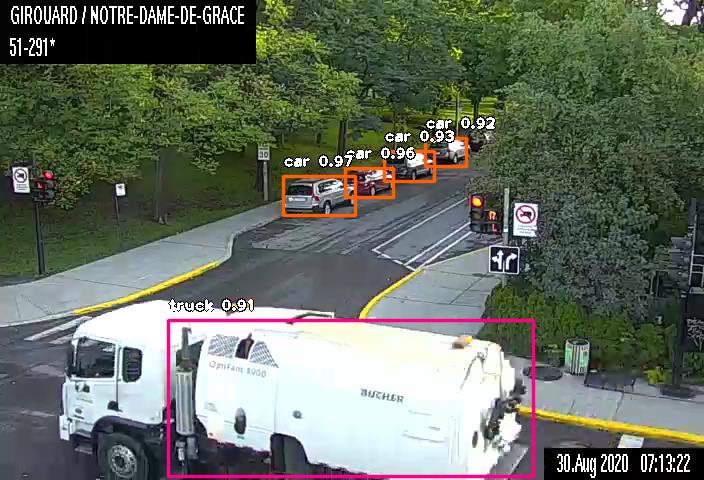 GIROUARD / NOTRE-DAME-DE-GRACE
51-291*
car 0.92
car 0.93
car 0.96
car 0.97
30
truck 0.91
OptiFant 8000
BUCHER
30.Aug 2020 07:13:22